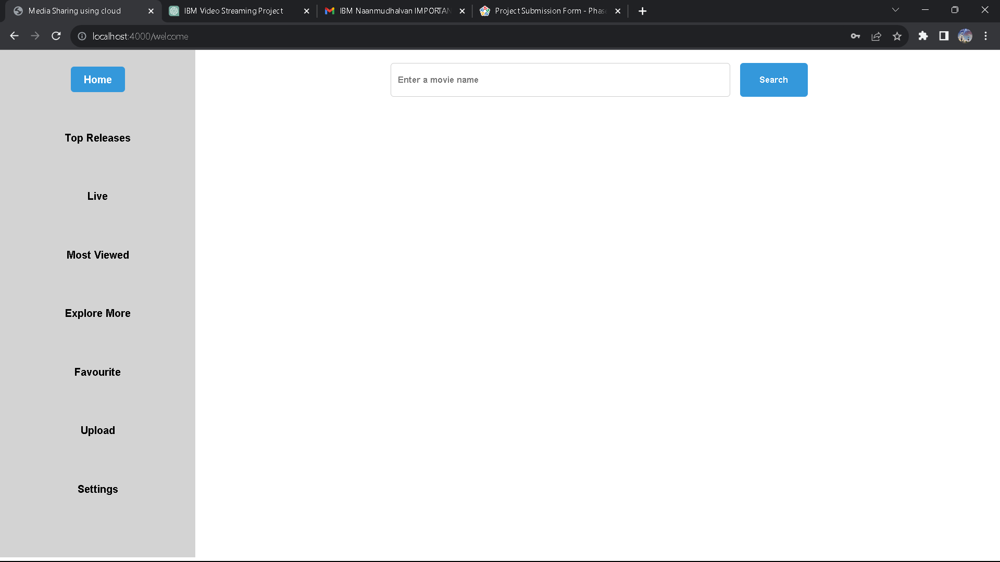 Media Sharing using cloud
IBM Video Streaming Project
IBM Naanmudhalvan IMPORTAN
Project Submission Form - Phase
localhost:4000/welcome
Home
Enter a movie name
Search
Top Releases
Live
Most Viewed
Explore More
Favourite
Upload
Settings